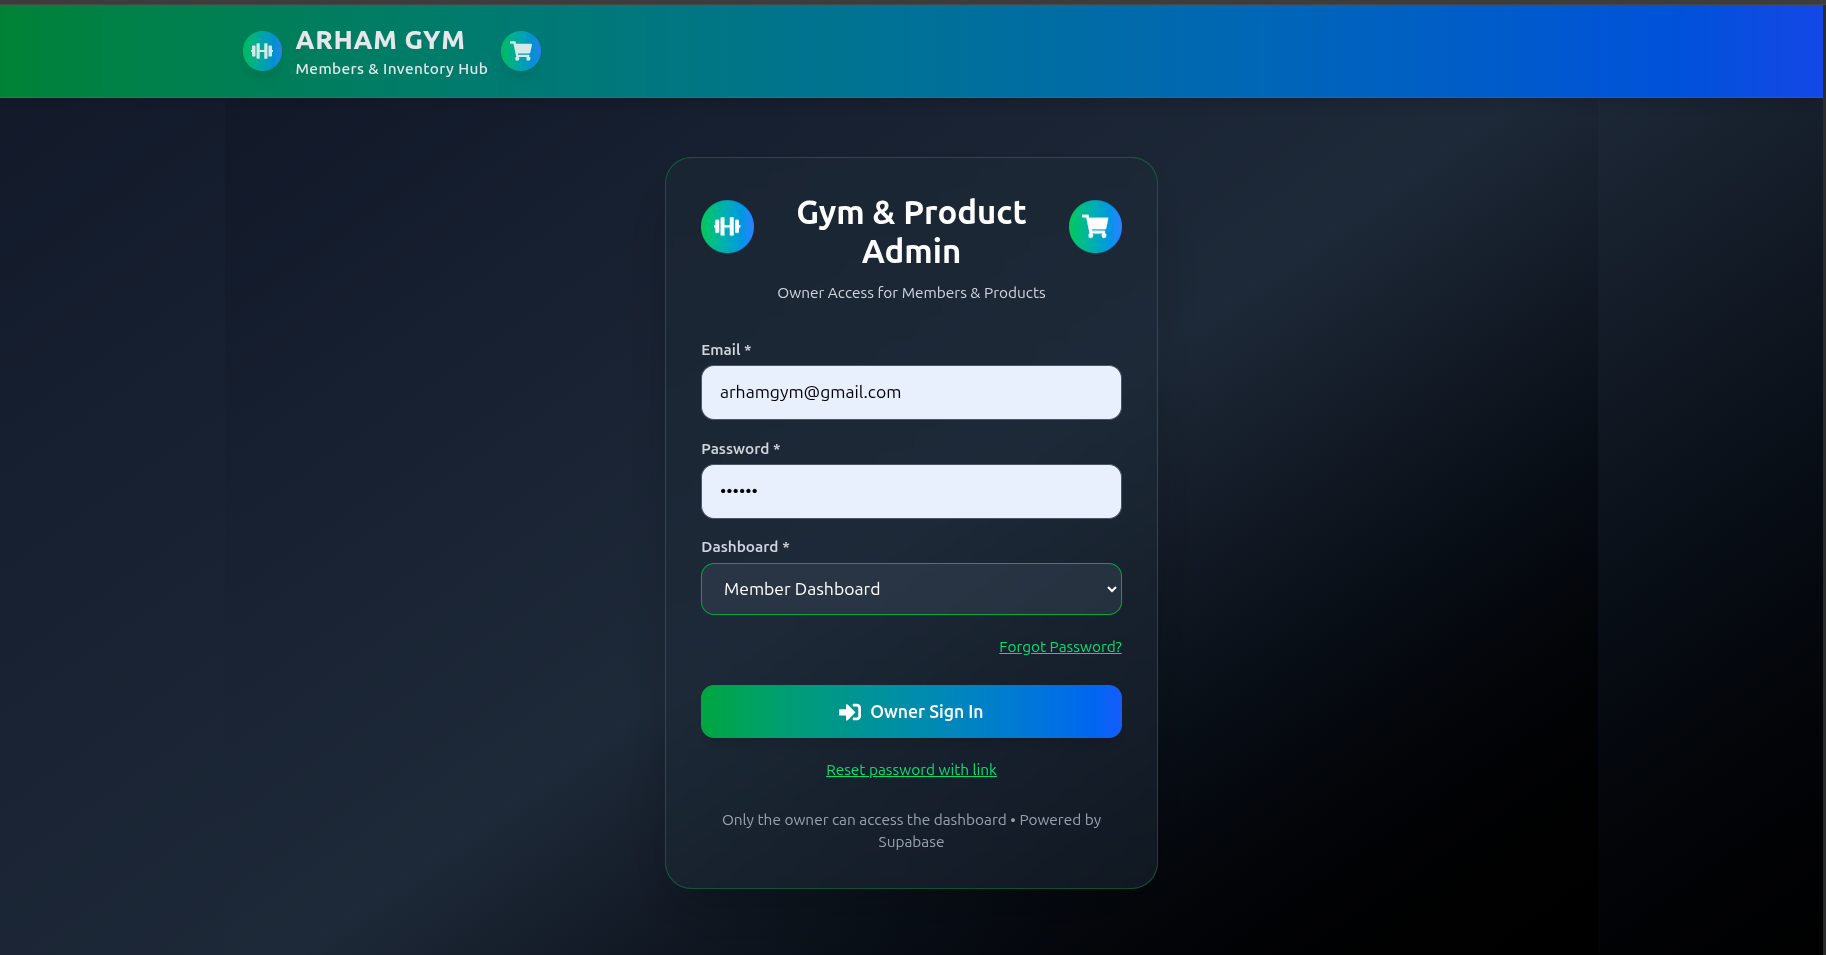 ARHAM GYM
Members & Inventory Hub
Gym & Product
Admin
Owner Access for Members & Products
Email *
arhamgym@gmail.com
Password *
••••••
Dashboard *
Member Dashboard
Forgot Password?
Owner Sign In
Reset password with link
Only the owner can access the dashboard • Powered by
Supabase